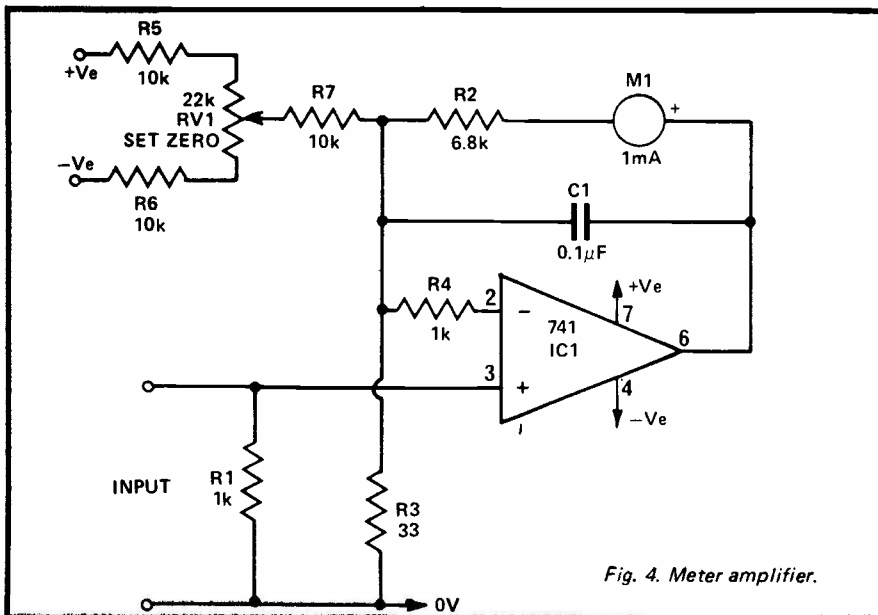 R5
+Ve
10k
22k
RV1
SET ZERO
−Ve
R6
10k
R7
10k
R2
6.8k
M1
+
1mA
C1
0.1μF
R4
1k
2
−
741
IC1
+Ve
7
6
3
+
4
−Ve
INPUT
R1
1k
R3
33
0V
Fig. 4. Meter amplifier.